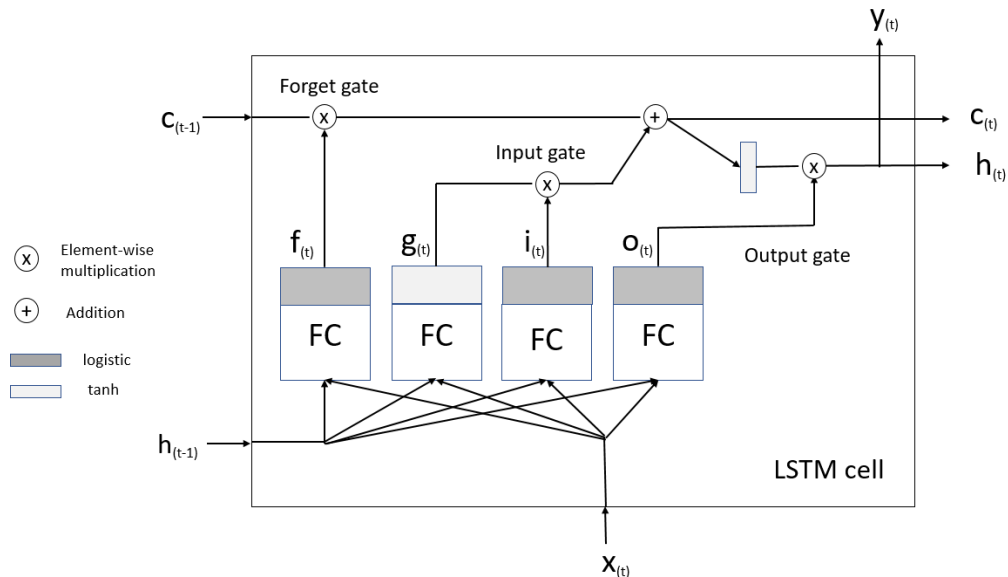 y(t)
Forget gate
c(t-1)
x
+
c(t)
Input gate
h(t)
x
x
f(t)
g(t)
i(t)
o(t)
Output gate
x
Element-wise
multiplication
+
Addition
FC
FC
FC
FC
logistic
tanh
h(t-1)
LSTM cell
x(t)